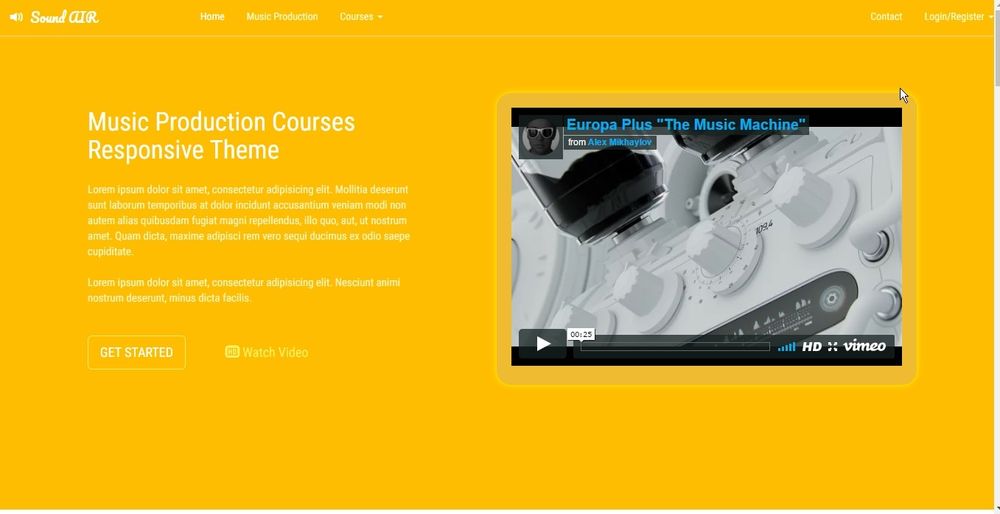 Sound AIR
Home
Music Production
Courses
Contact
Login/Register
Music Production Courses
Responsive Theme
Lorem ipsum dolor sit amet, consectetur adipisicing elit. Mollitia deserunt
sunt laborum temporibus at dolor incidunt accusantium veniam modi non
autem alias quibusdam fugiat magni repellendus, illo quo, aut, ut nostrum
amet. Quam dicta, maxime adipisci rem vero sequi ducimus ex odio saepe
cupiditate.
Lorem ipsum dolor sit amet, consectetur adipisicing elit. Nesciunt animi
nostrum deserunt, minus dicta facilis.
GET STARTED
HD Watch Video
Europa Plus "The Music Machine"
from Alex Mikhaylov
103,4
00:25
HD
vimeo